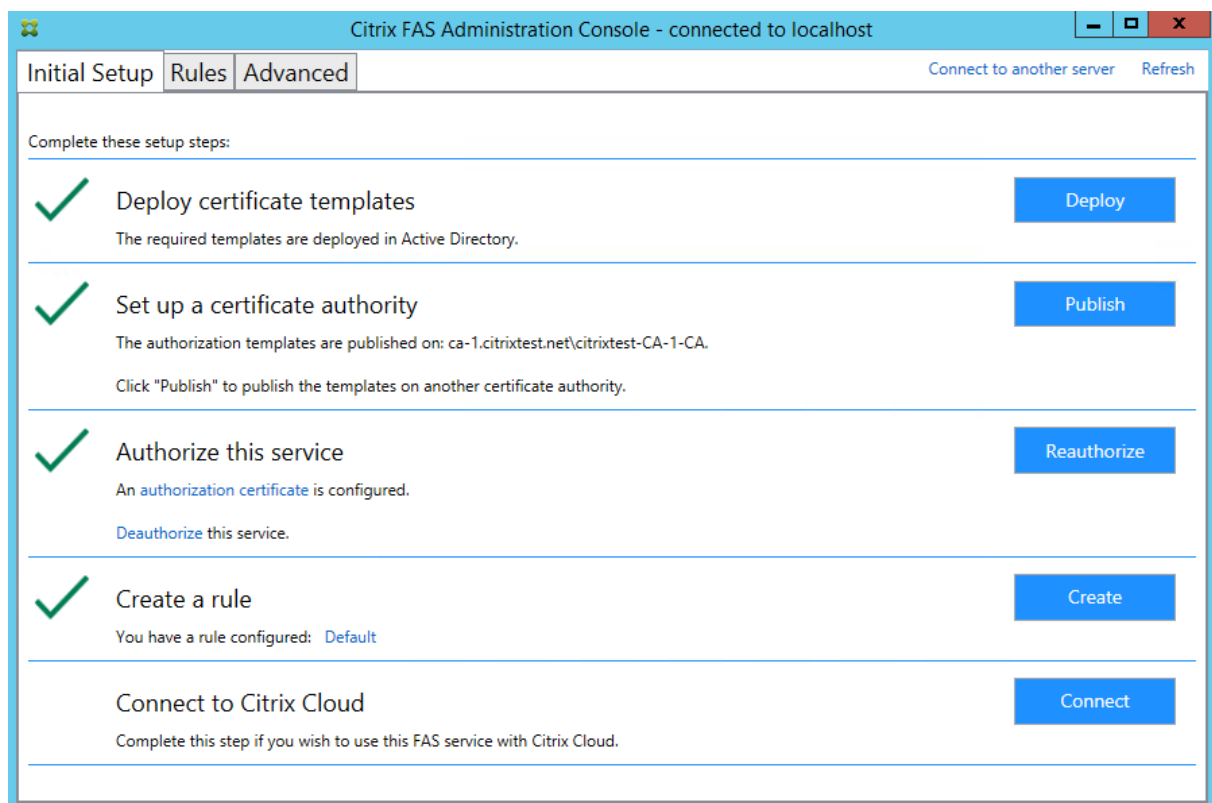 Citrix FAS Administration Console - connected to localhost
Initial Setup Rules Advanced Connect to another server Refresh
Complete these setup steps:
Deploy certificate templates Deploy
The required templates are deployed in Active Directory.
Set up a certificate authority Publish
The authorization templates are published on: ca-1.citrixtest.net\citrixtest-CA-1-CA.
Click "Publish" to publish the templates on another certificate authority.
Authorize this service Reauthorize
An authorization certificate is configured.
Deauthorize this service.
Create a rule Create
You have a rule configured: Default
Connect to Citrix Cloud Connect
Complete this step if you wish to use this FAS service with Citrix Cloud.